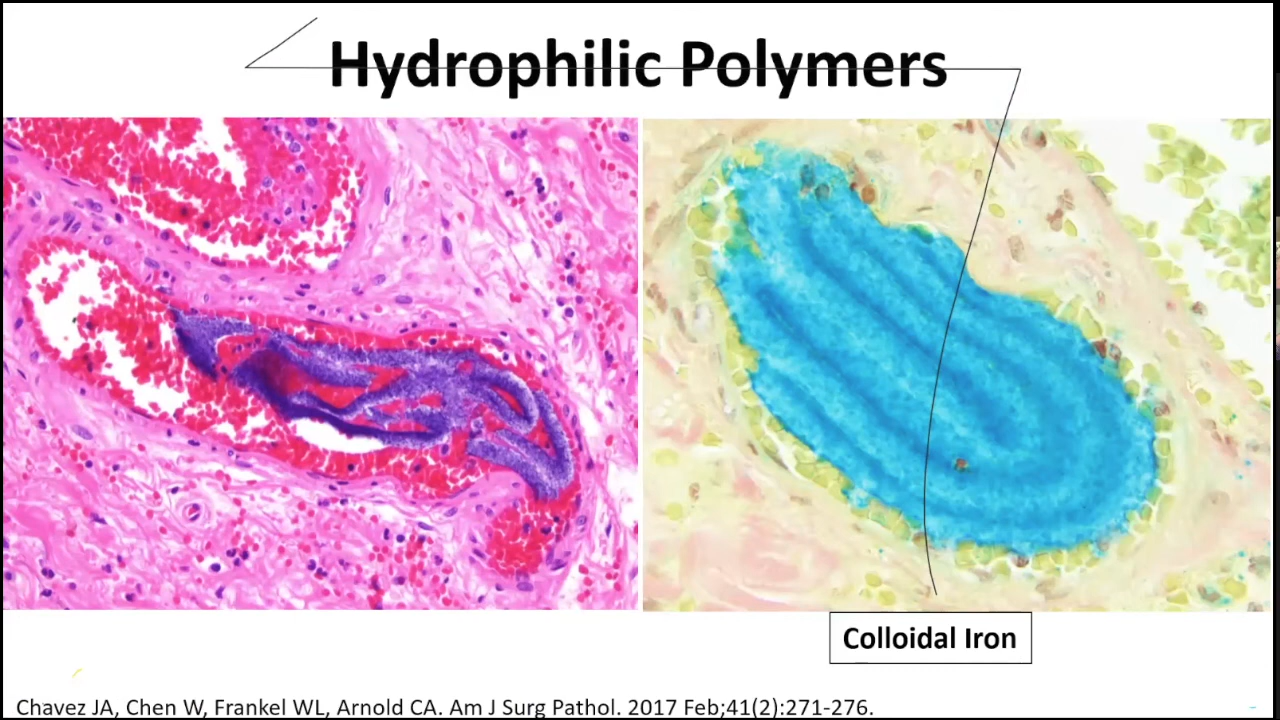 Hydrophilic Polymers
Colloidal Iron
Chavez JA, Chen W, Frankel WL, Arnold CA. Am J Surg Pathol. 2017 Feb;41(2):271-276.